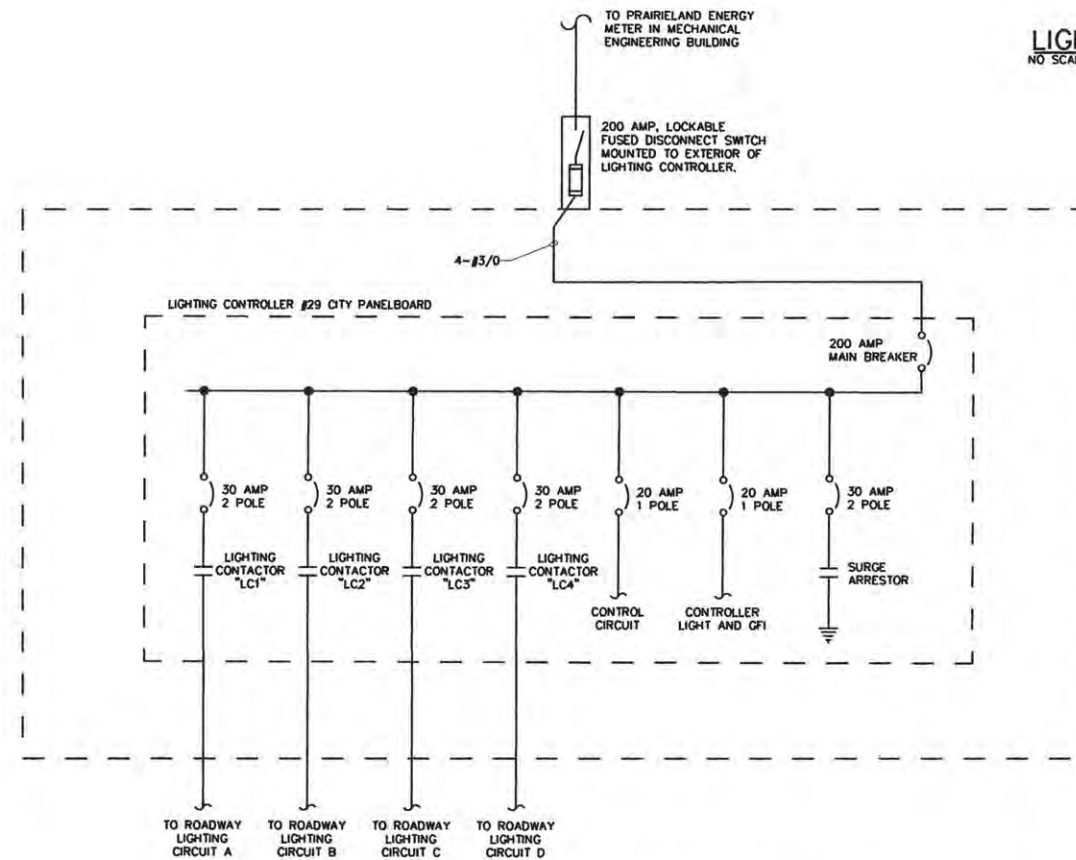 TO PRAIRIELAND ENERGY
METER IN MECHANICAL
ENGINEERING BUILDING
NO SCA
200 AMP, LOCKABLE
FUSED DISCONNECT SWITCH
MOUNTED TO EXTERIOR OF
LIGHTING CONTROLLER.
4-#3/0
LIGHTING CONTROLLER #29 CITY PANELBOARD
200 AMP
MAIN BREAKER
30 AMP
2 POLE
30 AMP
2 POLE
30 AMP
2 POLE
30 AMP
2 POLE
20 AMP
1 POLE
20 AMP
1 POLE
30 AMP
2 POLE
LIGHTING
CONTACTOR
"LC1"
LIGHTING
CONTACTOR
"LC2"
LIGHTING
CONTACTOR
"LC3"
LIGHTING
CONTACTOR
"LC4"
SURGE
ARRESTOR
CONTROL
CIRCUIT
CONTROLLER
LIGHT AND GFI
TO ROADWAY
LIGHTING
CIRCUIT A
TO ROADWAY
LIGHTING
CIRCUIT B
TO ROADWAY
LIGHTING
CIRCUIT C
TO ROADWAY
LIGHTING
CIRCUIT D